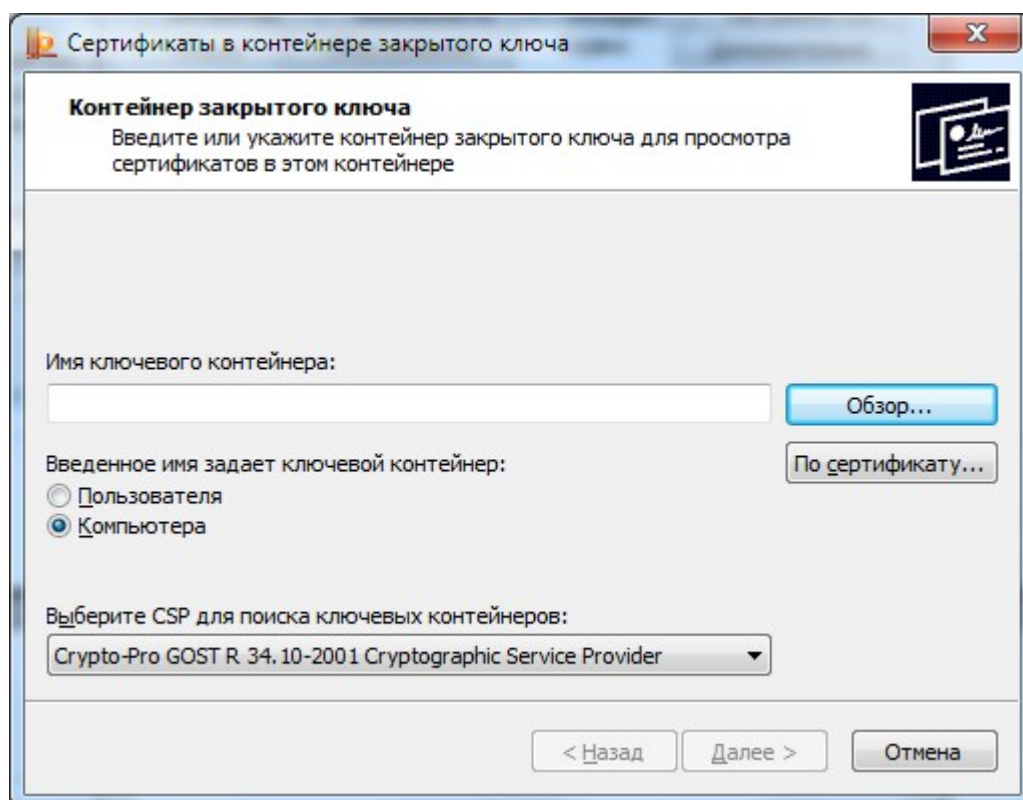 Сертификаты в контейнере закрытого ключа
Контейнер закрытого ключа
Введите или укажите контейнер закрытого ключа для просмотра
сертификатов в этом контейнере
Имя ключевого контейнера:
Обзор...
Введенное имя задает ключевой контейнер:
По сертификату...
Пользователя
Компьютера
Выберите CSP для поиска ключевых контейнеров:
Crypto-Pro GOST R 34.10-2001 Cryptographic Service Provider
< Назад
Далее >
Отмена